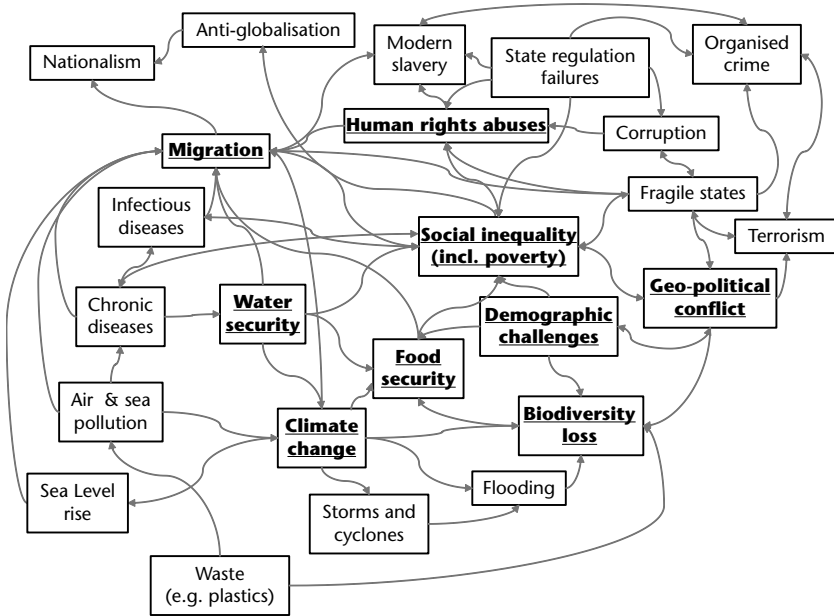 Anti-globalisation
Nationalism
Modern
slavery
State regulation
failures
Organised
crime
Human rights abuses
Corruption
Migration
Fragile states
Infectious
diseases
Social inequality
(incl. poverty)
Terrorism
Geo-political
conflict
Chronic
diseases
Water
security
Demographic
challenges
Food
security
Air & sea
pollution
Climate
change
Biodiversity
loss
Sea Level
rise
Flooding
Storms and
cyclones
Waste
(e.g. plastics)